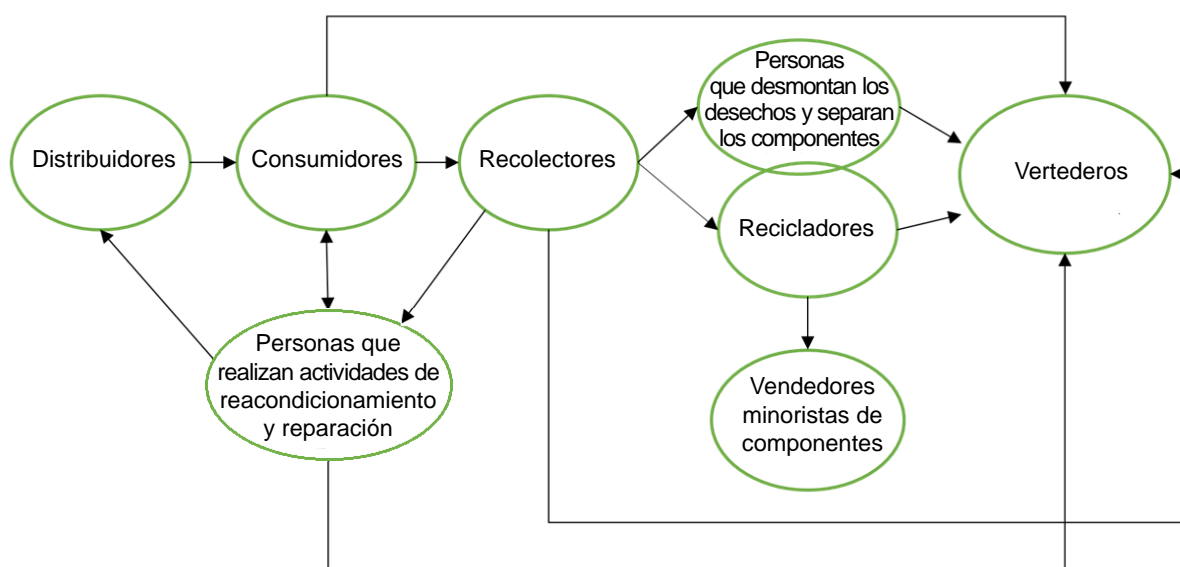 Distribuidores
Consumidores
Recolectores
Personas
que desmontan los
desechos y separan
los componentes
Recicladores
Vertederos
Personas que
realizan actividades de
reacondicionamiento
y reparación
Vendedores
minoristas de
componentes